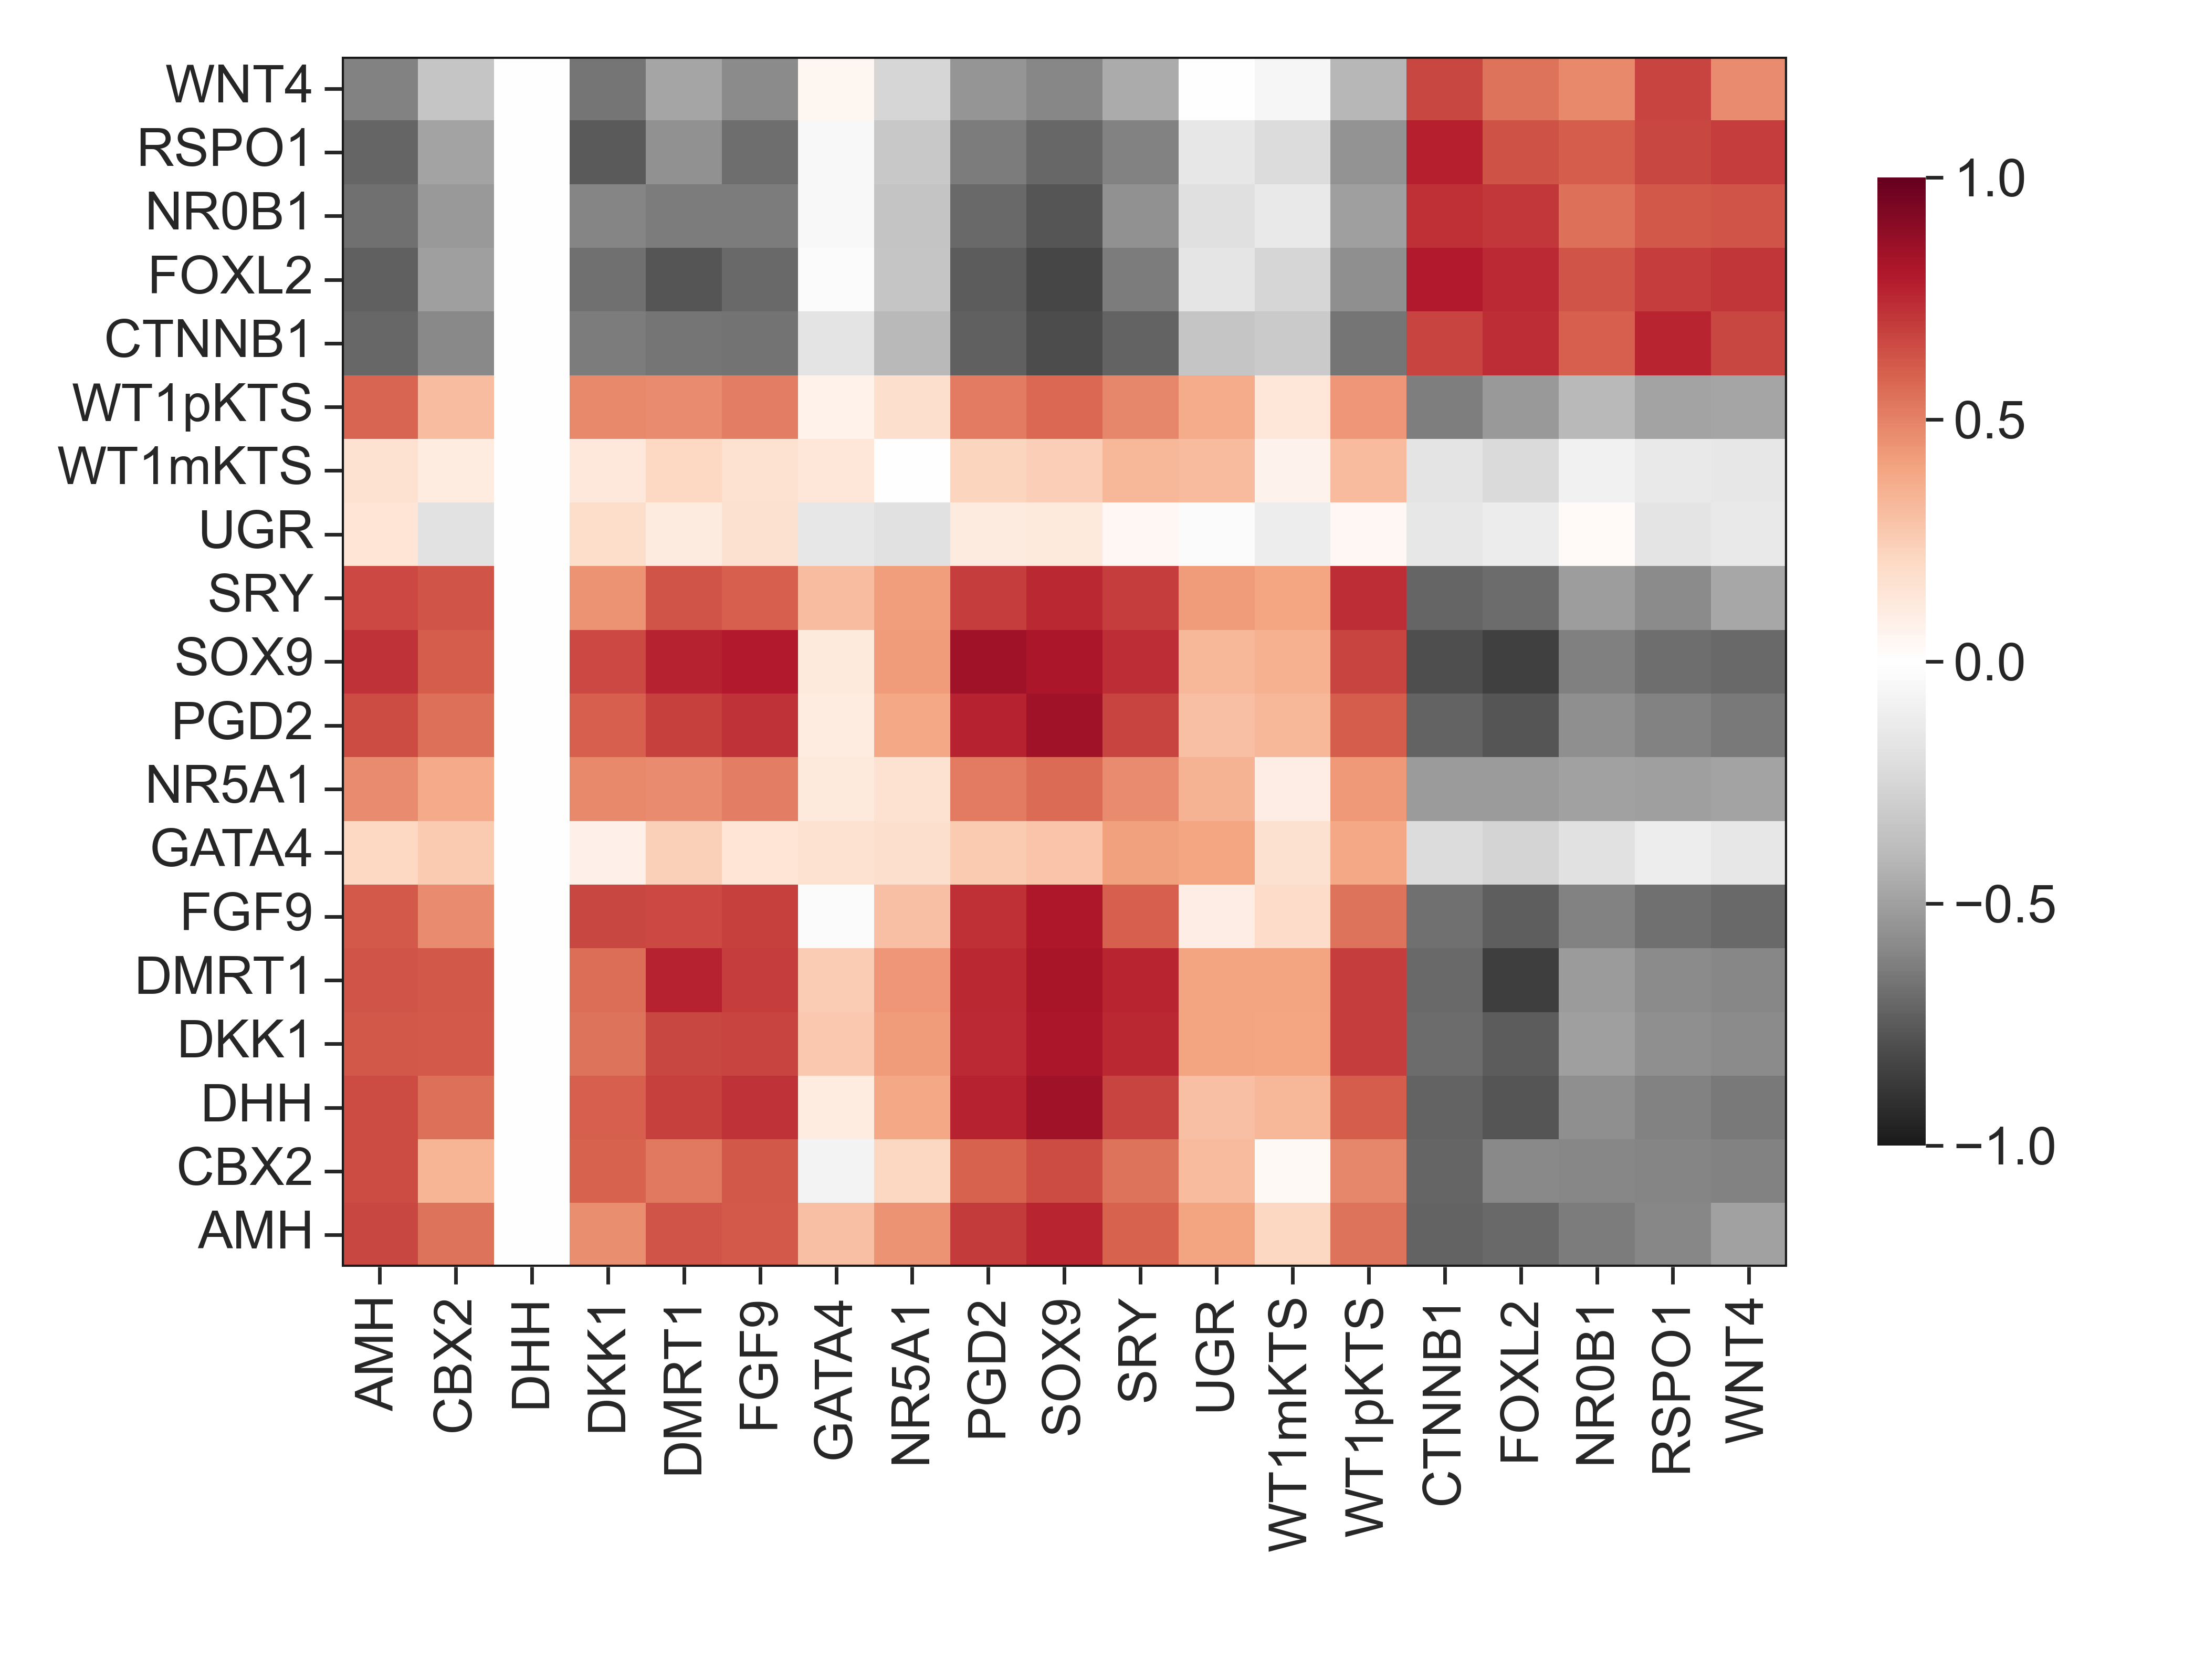 WNT4
RSPO1
NR0B1
FOXL2
CTNNB1
WT1pKTS
WT1mKTS
UGR
SRY
SOX9
PGD2
NR5A1
GATA4
FGF9
DMRT1
DKK1
DHH
CBX2
AMH
AMH
CBX2
DHH
DKK1
DMRT1
FGF9
GATA4
NR5A1
PGD2
SOX9
SRY
UGR
WT1mKTS
WT1pKTS
CTNNB1
FOXL2
NR0B1
RSPO1
WNT4
1.0
0.5
0.0
−0.5
−1.0